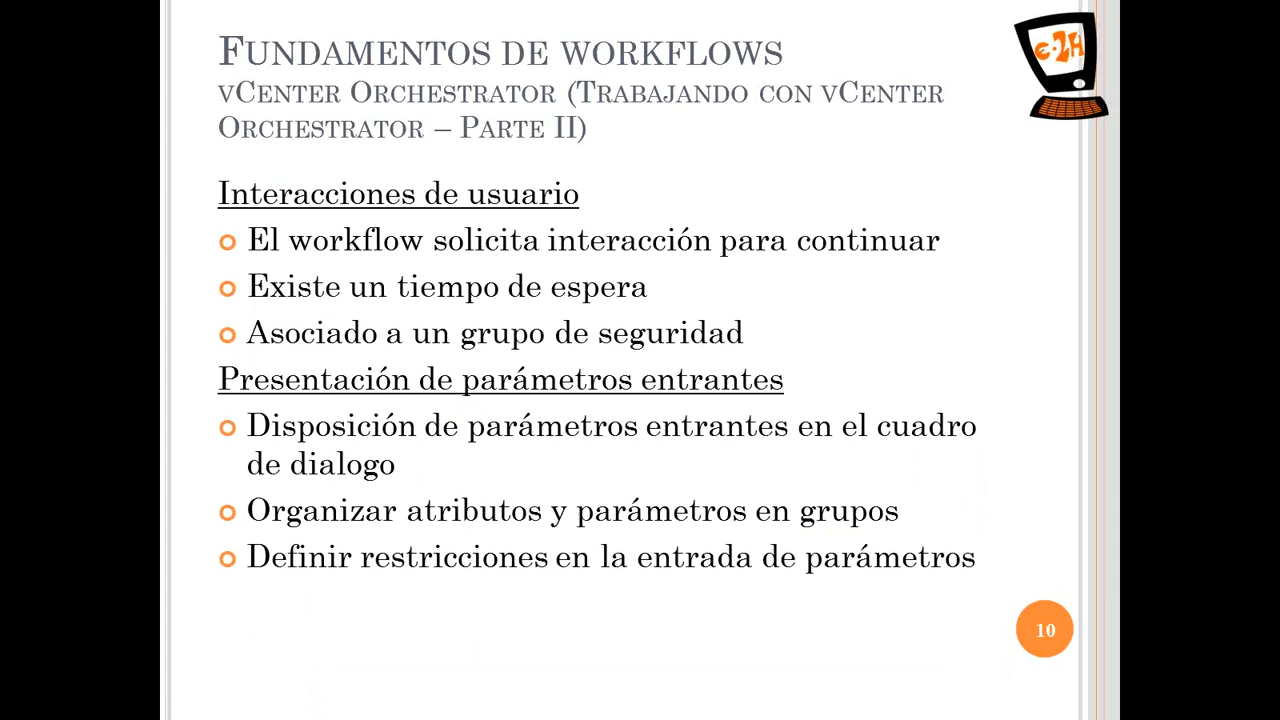 FUNDAMENTOS DE WORKFLOWS
VCENTER ORCHESTRATOR (TRABAJANDO CON VCENTER
ORCHESTRATOR – PARTE II)
e-2H
Interacciones de usuario
El workflow solicita interacción para continuar
Existe un tiempo de espera
Asociado a un grupo de seguridad
Presentación de parámetros entrantes
Disposición de parámetros entrantes en el cuadro
de dialogo
Organizar atributos y parámetros en grupos
Definir restricciones en la entrada de parámetros
10